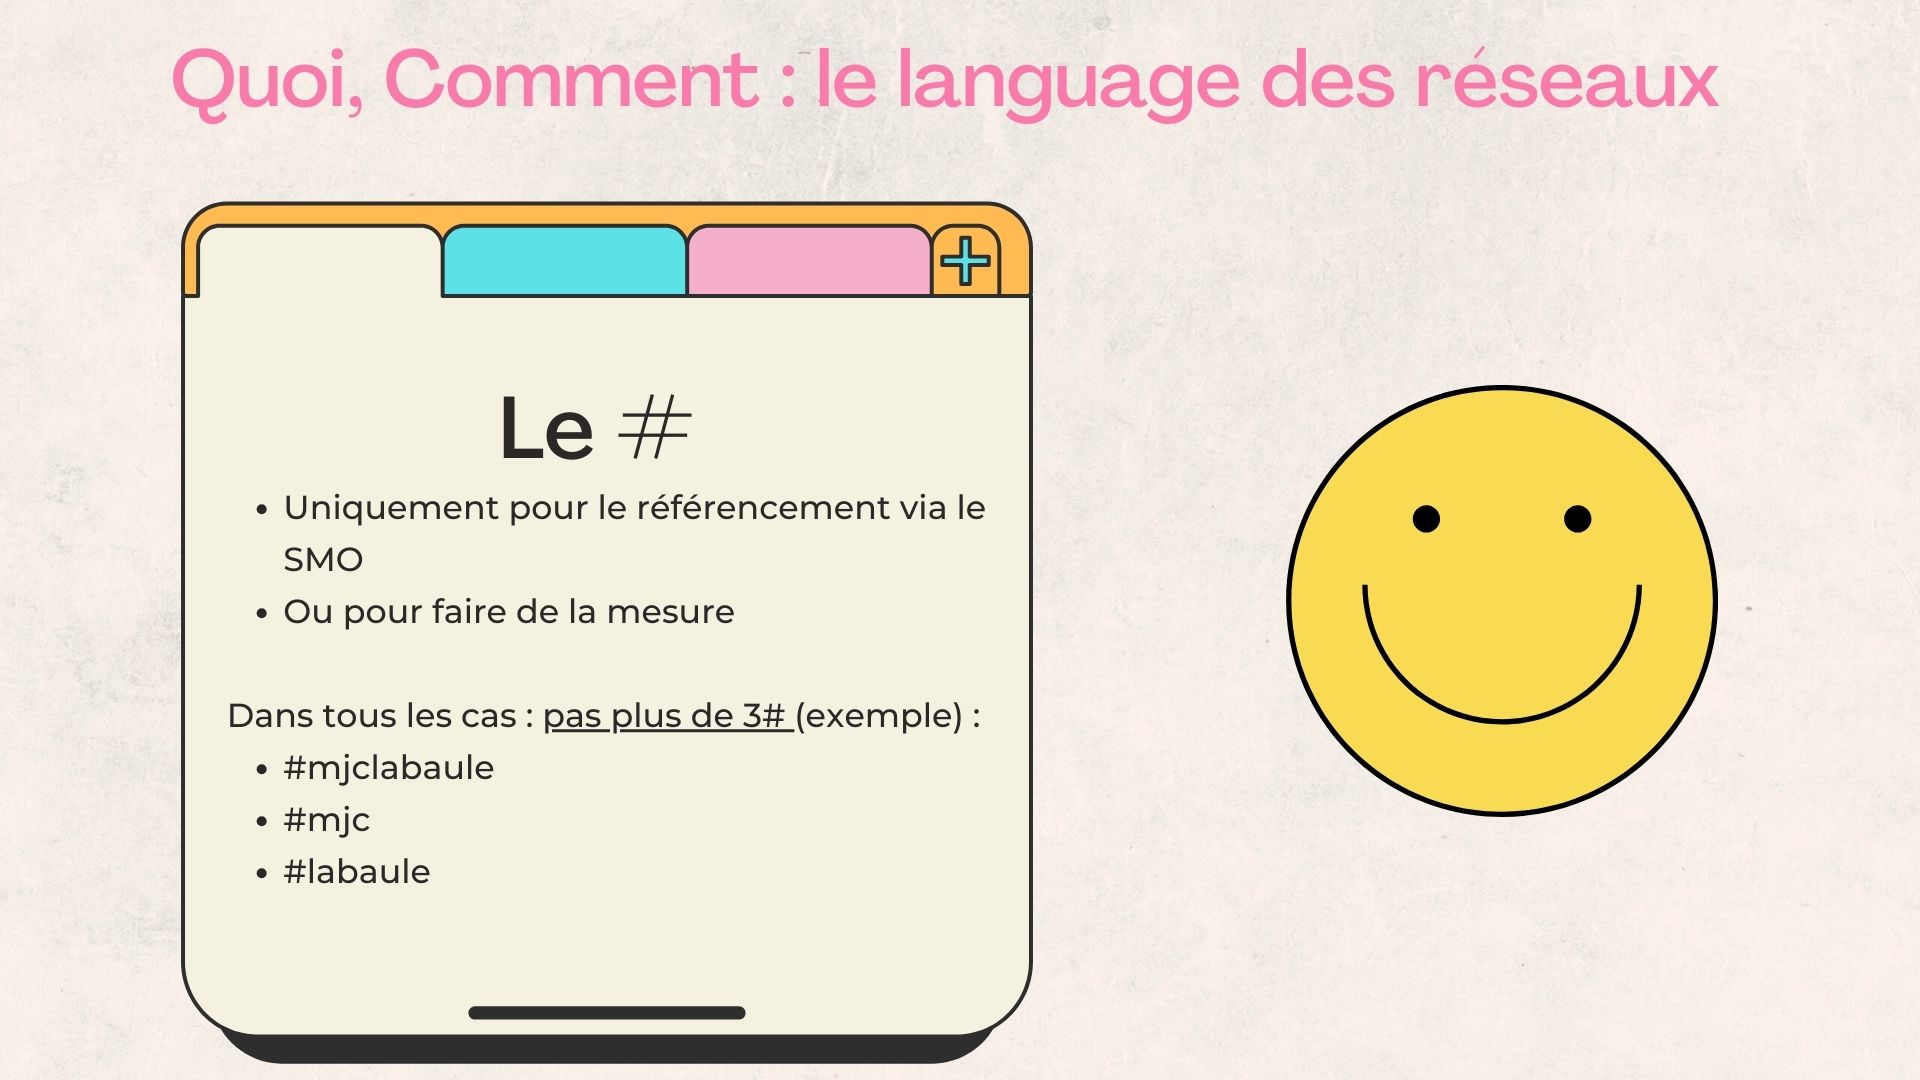 Quoi, Comment : le language des réseaux
Le #
• Uniquement pour le référencement via le
SMO
• Ou pour faire de la mesure
Dans tous les cas : pas plus de 3# (exemple) :
• #mjclabaule
• #mjc
• #labaule